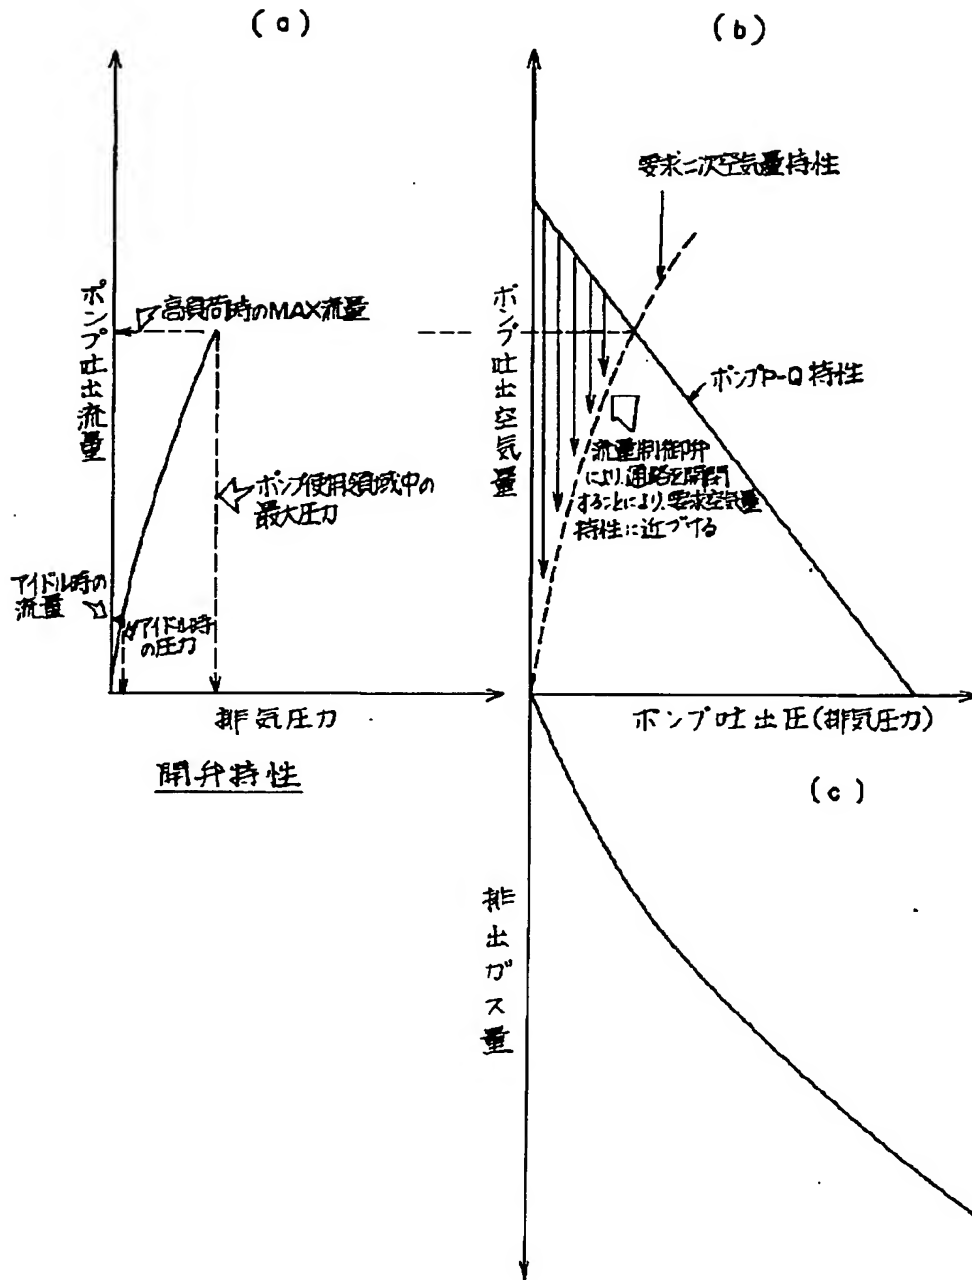 (a)
ポンプ吐出流量
高負荷時のMAX流量
ポンプ使用領域中の
最大圧力
アイドル時の
流量
アイドル時
の圧力
排気圧力
開弁特性
(b)
要求二次空気量特性
ポンプ吐出空気量
ポンプP-Q特性
流量制御弁
により、通路を開閉
することにより、要求空気量
特性に近づける
ポンプ吐出圧(排気圧力)
(c)
排出ガス量